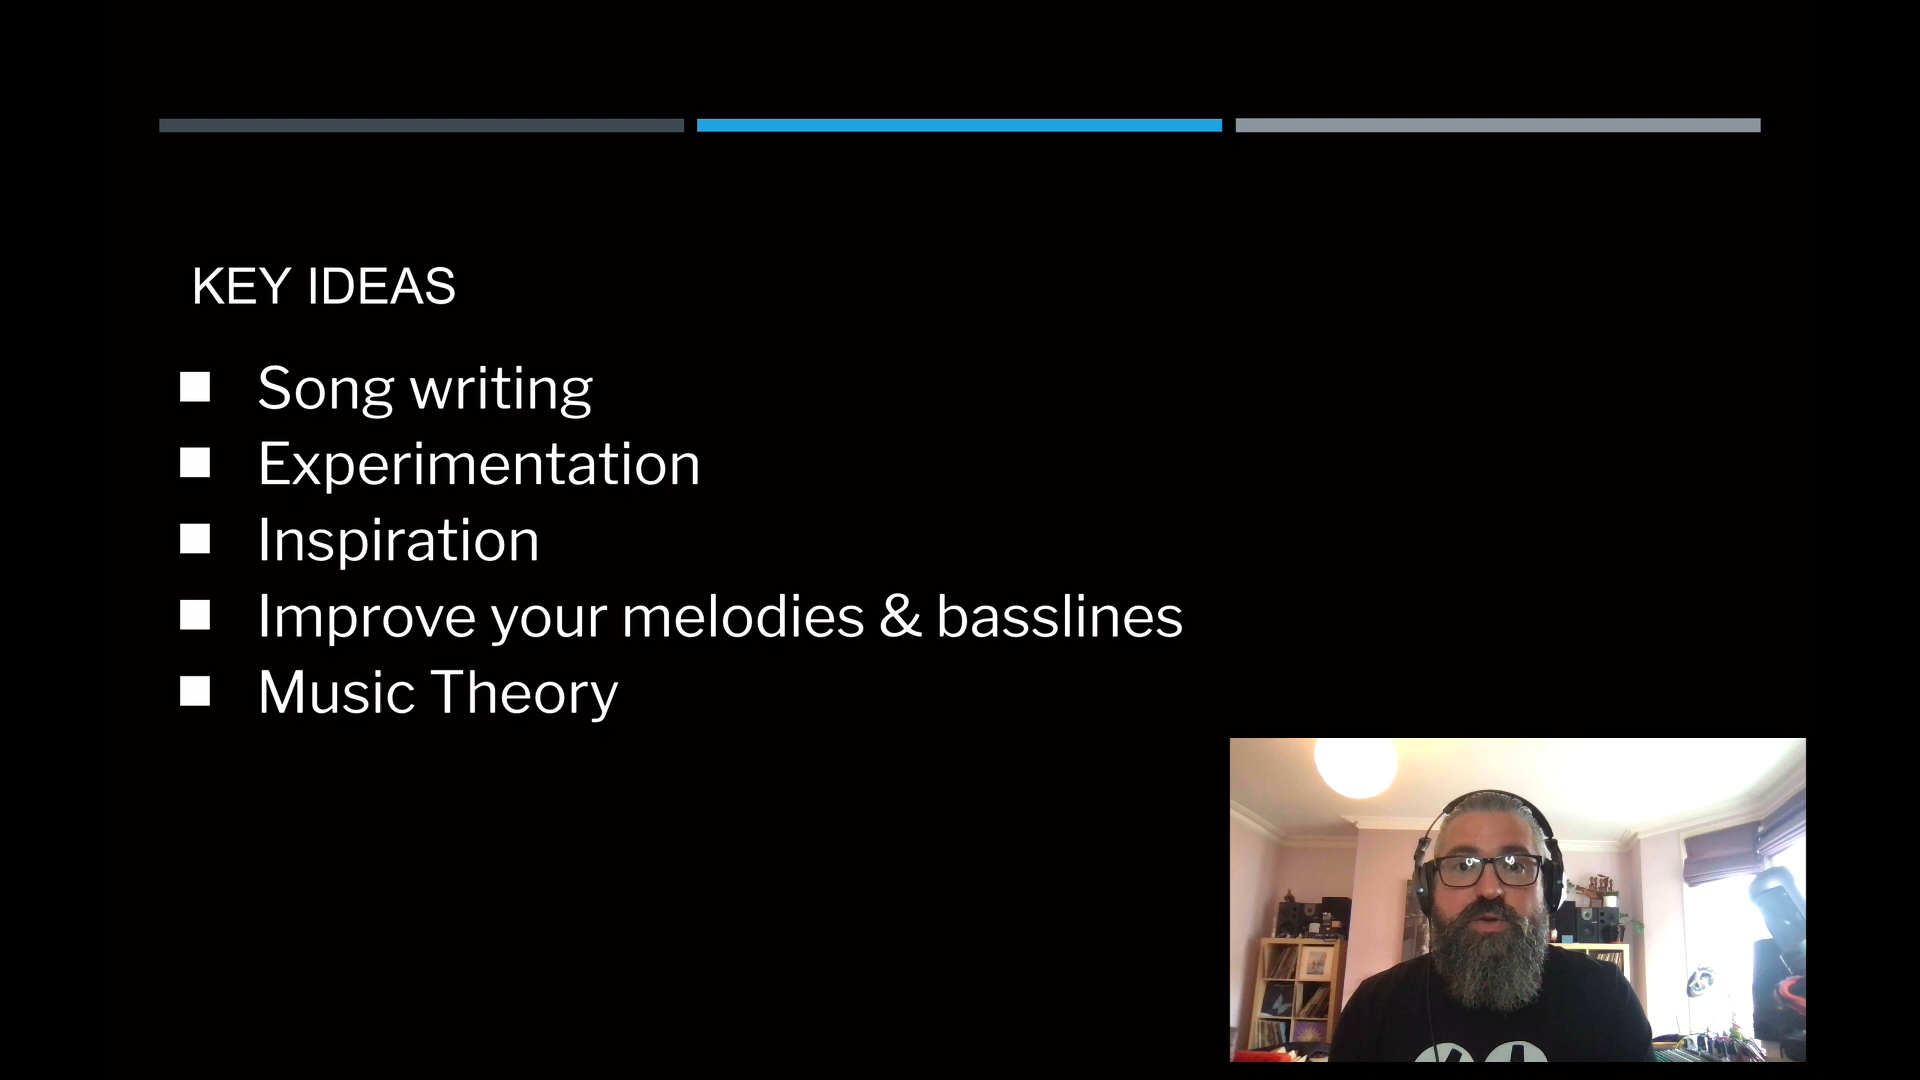 KEY IDEAS
Song writing
Experimentation
Inspiration
Improve your melodies & basslines
Music Theory